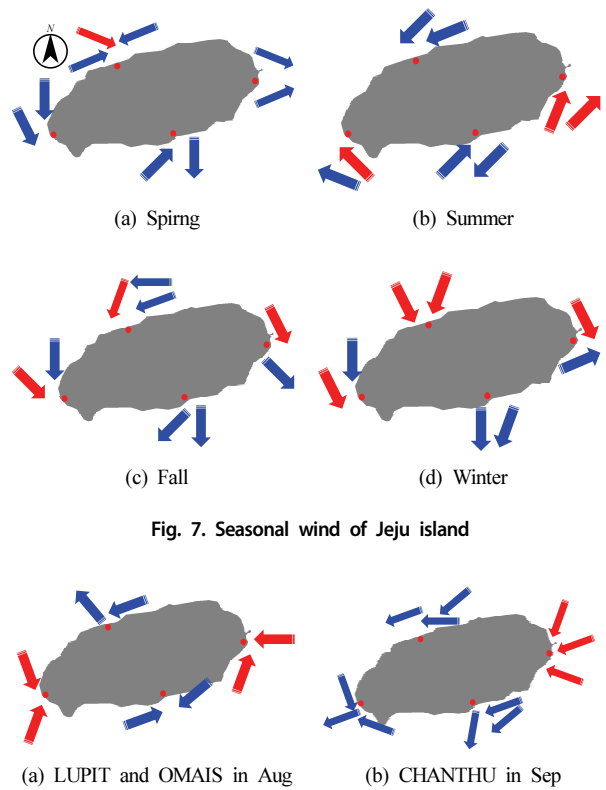 N
(a) Spirng
(b) Summer
(c) Fall
(d) Winter
Fig. 7. Seasonal wind of Jeju island
(a) LUPIT and OMAIS in Aug
(b) CHANTHU in Sep